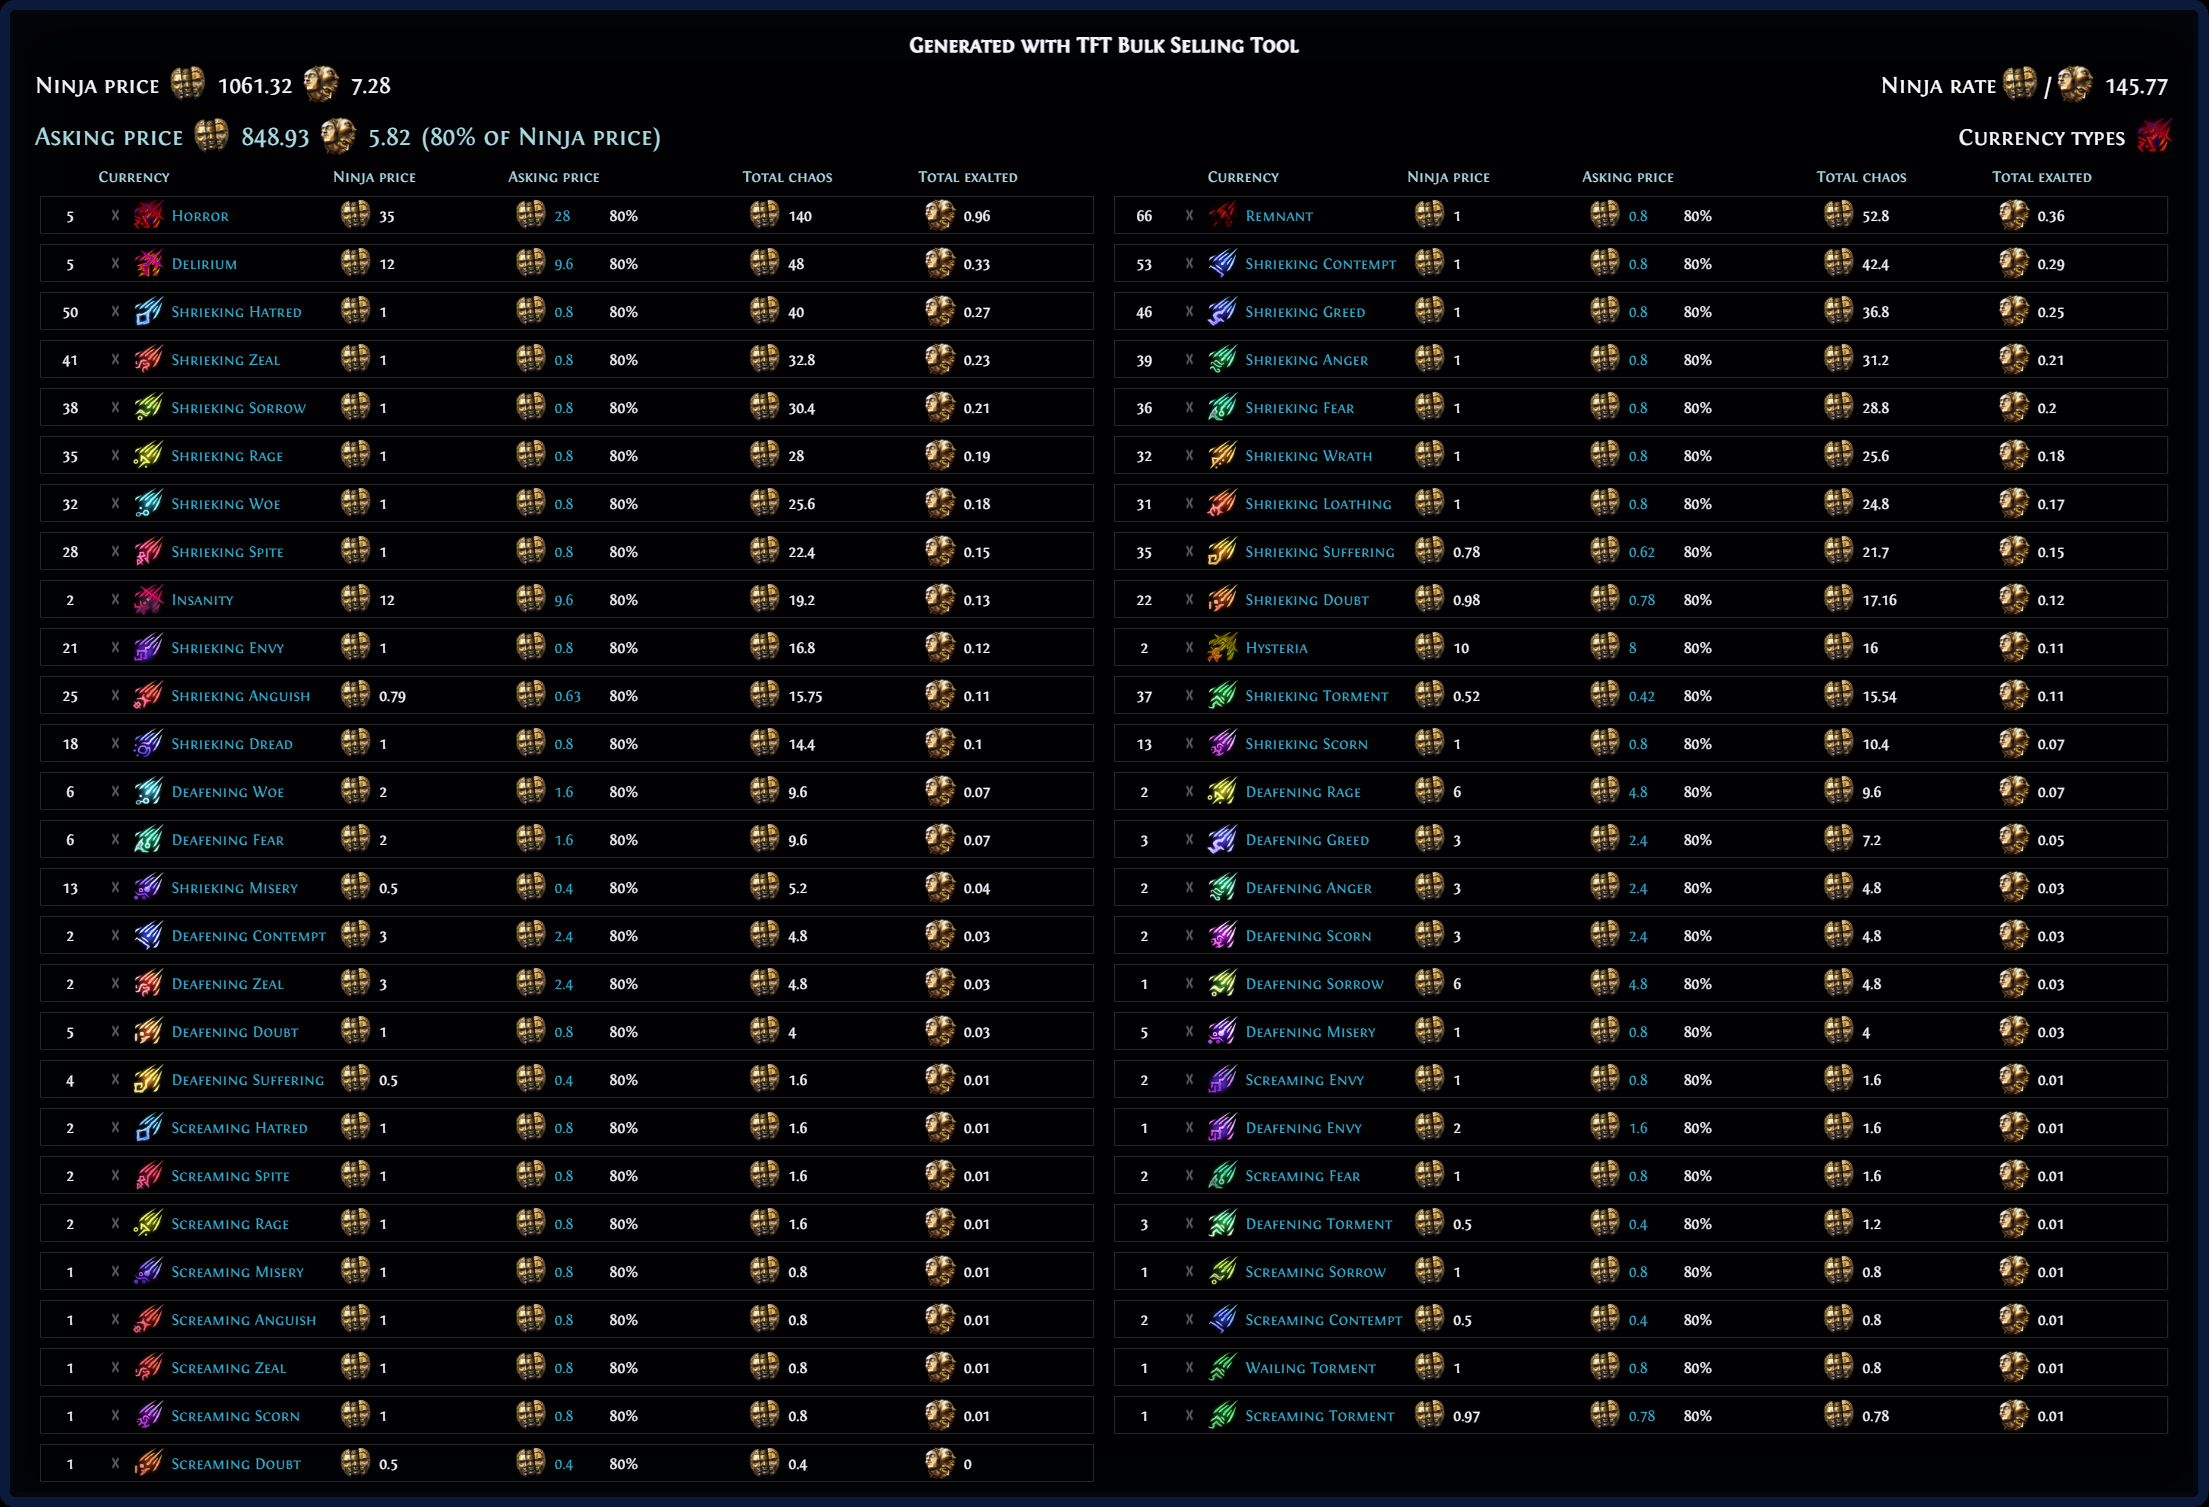 Generated with TFT Bulk Selling Tool
Ninja price 1061.32 7.28
Ninja rate / 145.77
Asking price 848.93 5.82 (80% of Ninja price)
Currency types
Currency Ninja price Asking price Total chaos Total exalted
5 x Horror 35 28 80% 140 0.96
5 x Delirium 12 9.6 80% 48 0.33
50 x Shrieking Hatred 1 0.8 80% 40 0.27
41 x Shrieking Zeal 1 0.8 80% 32.8 0.23
38 x Shrieking Sorrow 1 0.8 80% 30.4 0.21
35 x Shrieking Rage 1 0.8 80% 28 0.19
32 x Shrieking Woe 1 0.8 80% 25.6 0.18
28 x Shrieking Spite 1 0.8 80% 22.4 0.15
2 x Insanity 12 9.6 80% 19.2 0.13
21 x Shrieking Envy 1 0.8 80% 16.8 0.12
25 x Shrieking Anguish 0.79 0.63 80% 15.75 0.11
18 x Shrieking Dread 1 0.8 80% 14.4 0.1
6 x Deafening Woe 2 1.6 80% 9.6 0.07
6 x Deafening Fear 2 1.6 80% 9.6 0.07
13 x Shrieking Misery 0.5 0.4 80% 5.2 0.04
2 x Deafening Contempt 3 2.4 80% 4.8 0.03
2 x Deafening Zeal 3 2.4 80% 4.8 0.03
5 x Deafening Doubt 1 0.8 80% 4 0.03
4 x Deafening Suffering 0.5 0.4 80% 1.6 0.01
2 x Screaming Hatred 1 0.8 80% 1.6 0.01
2 x Screaming Spite 1 0.8 80% 1.6 0.01
2 x Screaming Rage 1 0.8 80% 1.6 0.01
1 x Screaming Misery 1 0.8 80% 0.8 0.01
1 x Screaming Anguish 1 0.8 80% 0.8 0.01
1 x Screaming Zeal 1 0.8 80% 0.8 0.01
1 x Screaming Scorn 1 0.8 80% 0.8 0.01
1 x Screaming Doubt 0.5 0.4 80% 0.4 0
Currency Ninja price Asking price Total chaos Total exalted
66 x Remnant 1 0.8 80% 52.8 0.36
53 x Shrieking Contempt 1 0.8 80% 42.4 0.29
46 x Shrieking Greed 1 0.8 80% 36.8 0.25
39 x Shrieking Anger 1 0.8 80% 31.2 0.21
36 x Shrieking Fear 1 0.8 80% 28.8 0.2
32 x Shrieking Wrath 1 0.8 80% 25.6 0.18
31 x Shrieking Loathing 1 0.8 80% 24.8 0.17
35 x Shrieking Suffering 0.78 0.62 80% 21.7 0.15
22 x Shrieking Doubt 0.98 0.78 80% 17.16 0.12
2 x Hysteria 10 8 80% 16 0.11
37 x Shrieking Torment 0.52 0.42 80% 15.54 0.11
13 x Shrieking Scorn 1 0.8 80% 10.4 0.07
2 x Deafening Rage 6 4.8 80% 9.6 0.07
3 x Deafening Greed 3 2.4 80% 7.2 0.05
2 x Deafening Anger 3 2.4 80% 4.8 0.03
2 x Deafening Scorn 3 2.4 80% 4.8 0.03
1 x Deafening Sorrow 6 4.8 80% 4.8 0.03
5 x Deafening Misery 1 0.8 80% 4 0.03
2 x Screaming Envy 1 0.8 80% 1.6 0.01
1 x Deafening Envy 2 1.6 80% 1.6 0.01
2 x Screaming Fear 1 0.8 80% 1.6 0.01
3 x Deafening Torment 0.5 0.4 80% 1.2 0.01
1 x Screaming Sorrow 1 0.8 80% 0.8 0.01
2 x Screaming Contempt 0.5 0.4 80% 0.8 0.01
1 x Wailing Torment 1 0.8 80% 0.8 0.01
1 x Screaming Torment 0.97 0.78 80% 0.78 0.01